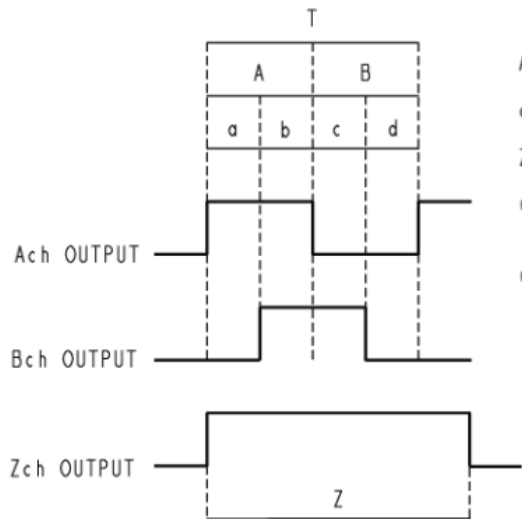 T
A B
a b c d
Ach OUTPUT
Bch OUTPUT
Zch OUTPUT
Z